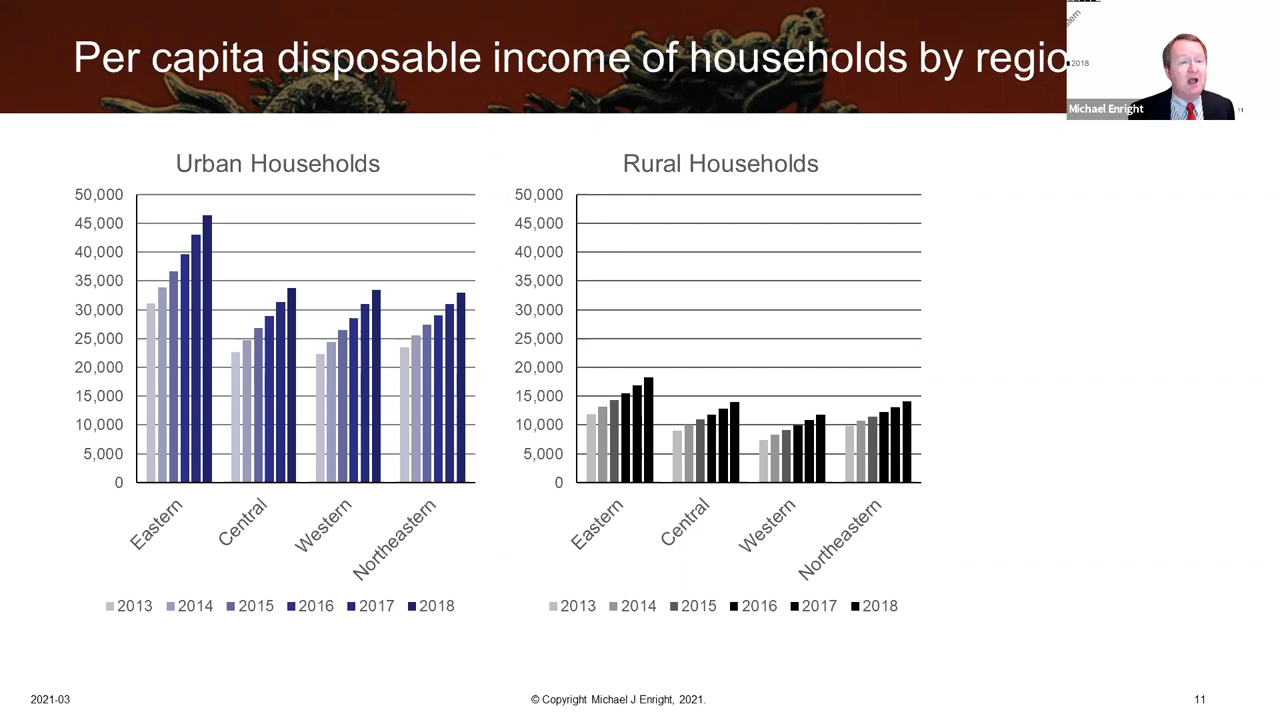 Per capita disposable income of households by regio
stern
2018
Michael Enright
11
Urban Households
50,000
45,000
40,000
35,000
30,000
25,000
20,000
15,000
10,000
5,000
0
Eastern
Central
Western
Northeastern
2013 2014 2015 2016 2017 2018
Rural Households
50,000
45,000
40,000
35,000
30,000
25,000
20,000
15,000
10,000
5,000
0
Eastern
Central
Western
Northeastern
2013 2014 2015 2016 2017 2018
2021-03 © Copyright Michael J Enright, 2021. 11